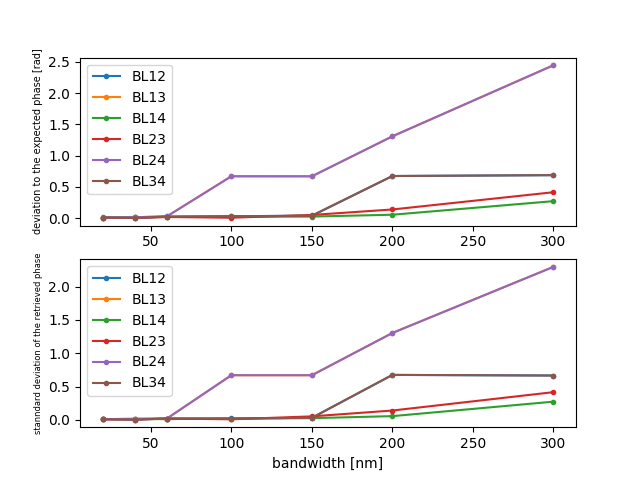 deviation to the expected phase [rad]
2.5
2.0
1.5
1.0
0.5
0.0
BL12
BL13
BL14
BL23
BL24
BL34
50 100 150 200 250 300
stanndard deviation of the retrieved phase
2.0
1.5
1.0
0.5
0.0
BL12
BL13
BL14
BL23
BL24
BL34
50 100 150 200 250 300
bandwidth [nm]